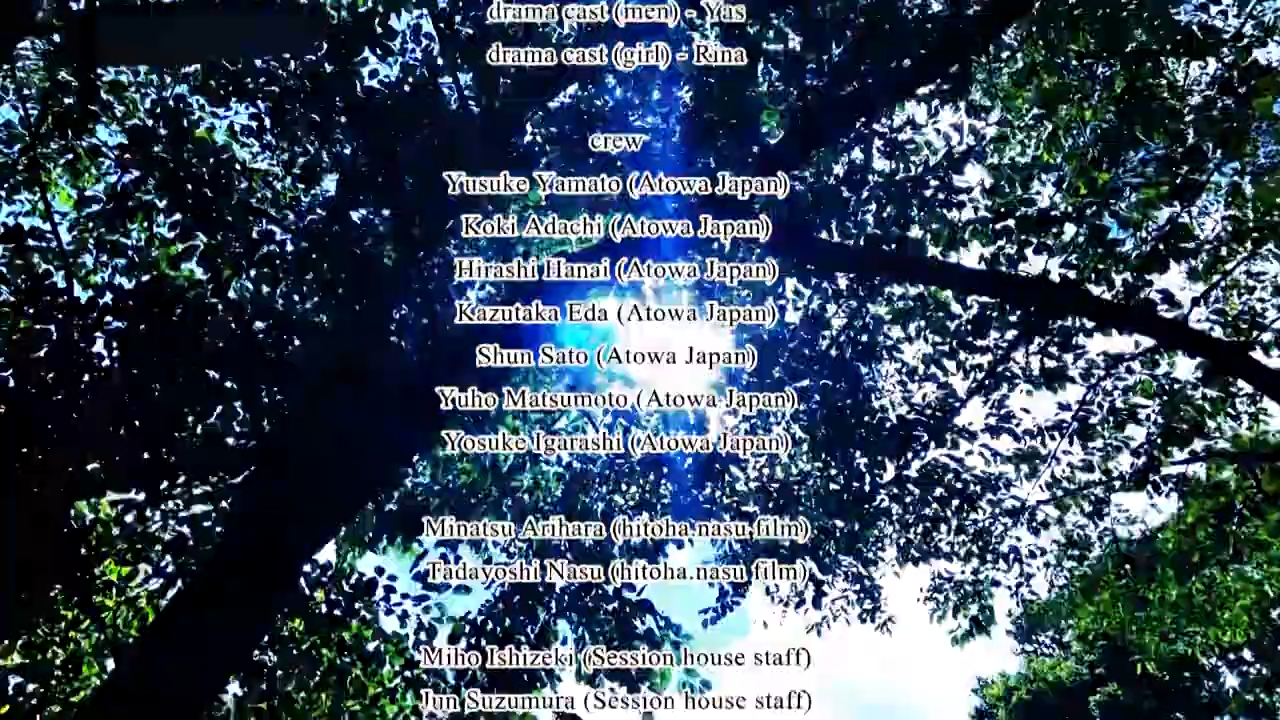 drama cast (men) - Yas
drama cast (girl) - Rina
crew
Yusuke Yamato (Atowa Japan)
Koki Adachi (Atowa Japan)
Hirashi Hanai (Atowa Japan)
Kazutaka Eda (Atowa Japan)
Shun Sato (Atowa Japan)
Yuho Matsumoto (Atowa Japan)
Yosuke Igarashi (Atowa Japan)
Minatsu Arihara (hitoha.nasu film)
Tadayoshi Nasu (hitoha.nasu film)
Miho Ishizeki (Session house staff)
Jun Suzumura (Session house staff)